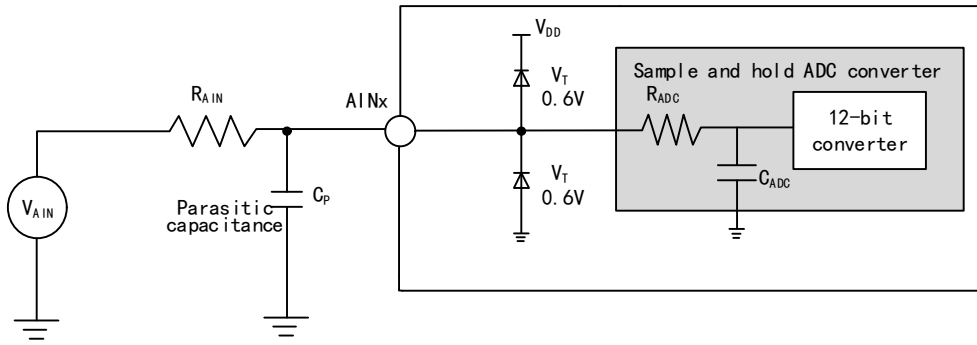 V_DD
Sample and hold ADC converter
V_T
0.6V
R_AIN
AINx
R_ADC
12-bit
converter
V_T
0.6V
C_ADC
V_AIN
Parasitic
capacitance
C_P